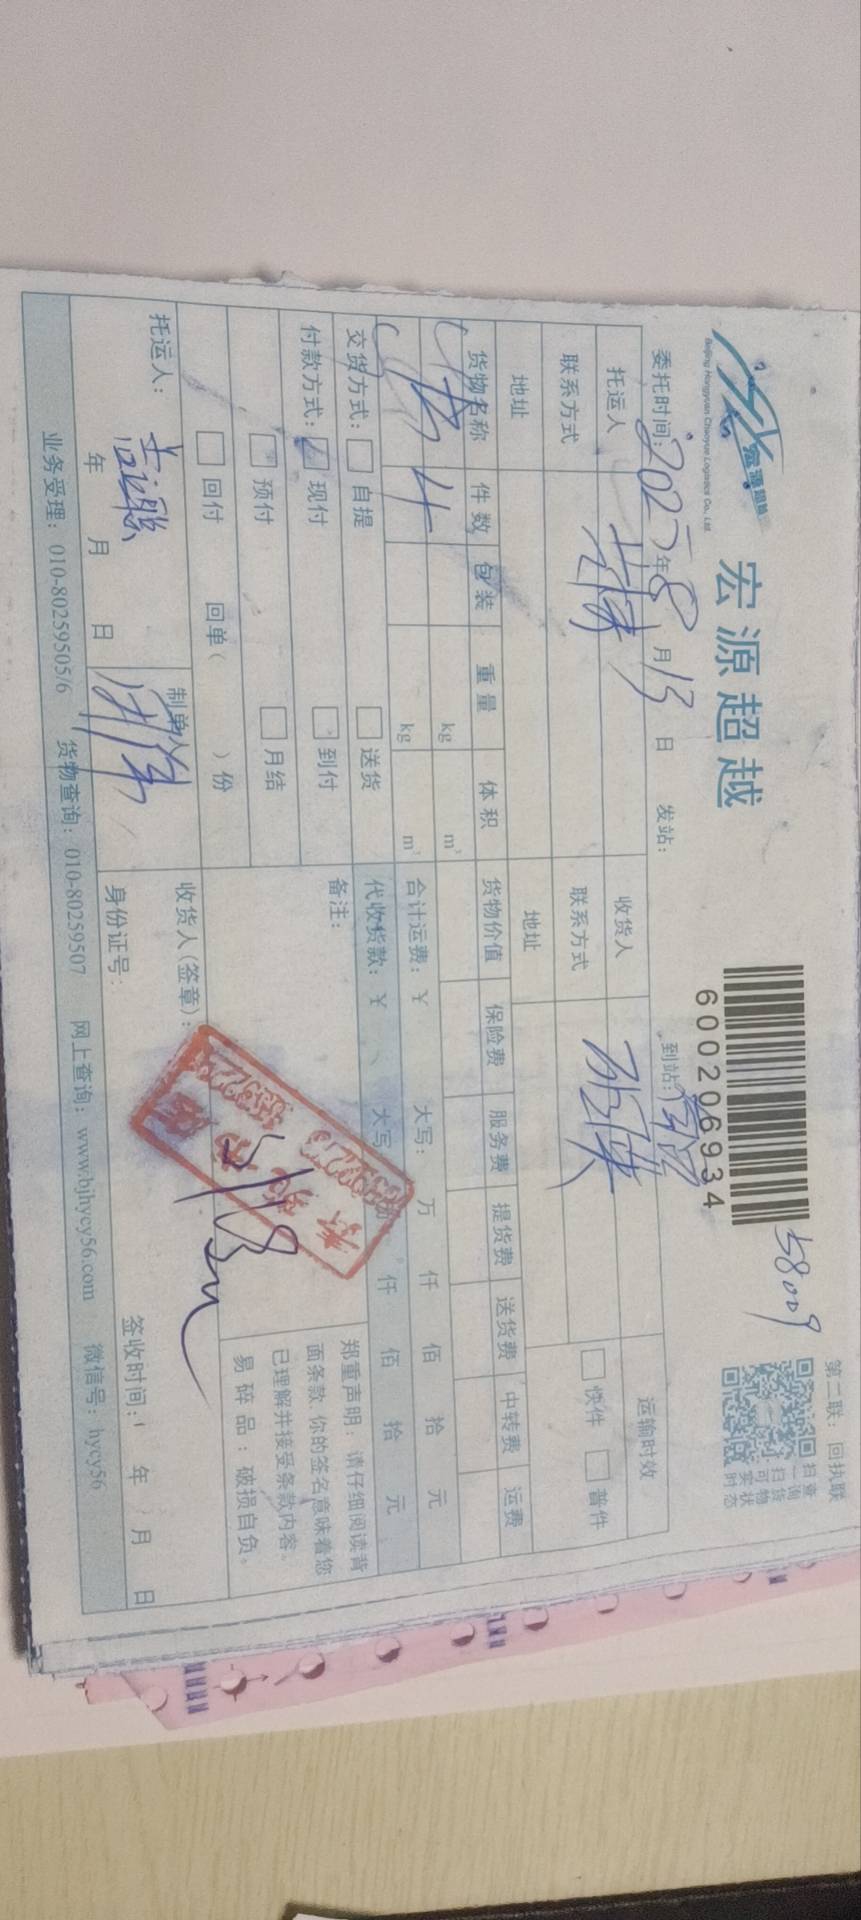 第二联：回执联
58009
宏源超越
Beijing Hongyuan Chaoyue Logistics Co., Ltd.
宏源超越
600206934
扫一扫可实时
查询货物状态
委托时间：2025年8月13日 发站： 到站：
托运人 收货人 运输时效
联系方式 联系方式 快件 普件
地址 地址
货物名称 件数 包装 重量 体积 货物价值 保险费 服务费 提货费 送货费 中转费 运费
kg m³
4 kg m³ 合计运费：￥ 大写： 万 仟 佰 拾 元
交货方式： 自提 送货 代收货款：￥ 大写 仟 佰 拾 元
付款方式： 现付 到付 备注：
预付 月结
回付 回单（ ）份
郑重声明：请仔细阅读背
面条款，你的签名意味着您
已理解并接受条款内容。
易碎品：破损自负。
托运人： 制单人 收货人(签章)：
年 月 日 身份证号： 签收时间： 年 月 日
业务受理：010-80259505/6 货物查询：010-80259507 网上查询：www.bjhycy56.com 微信号：hycy56